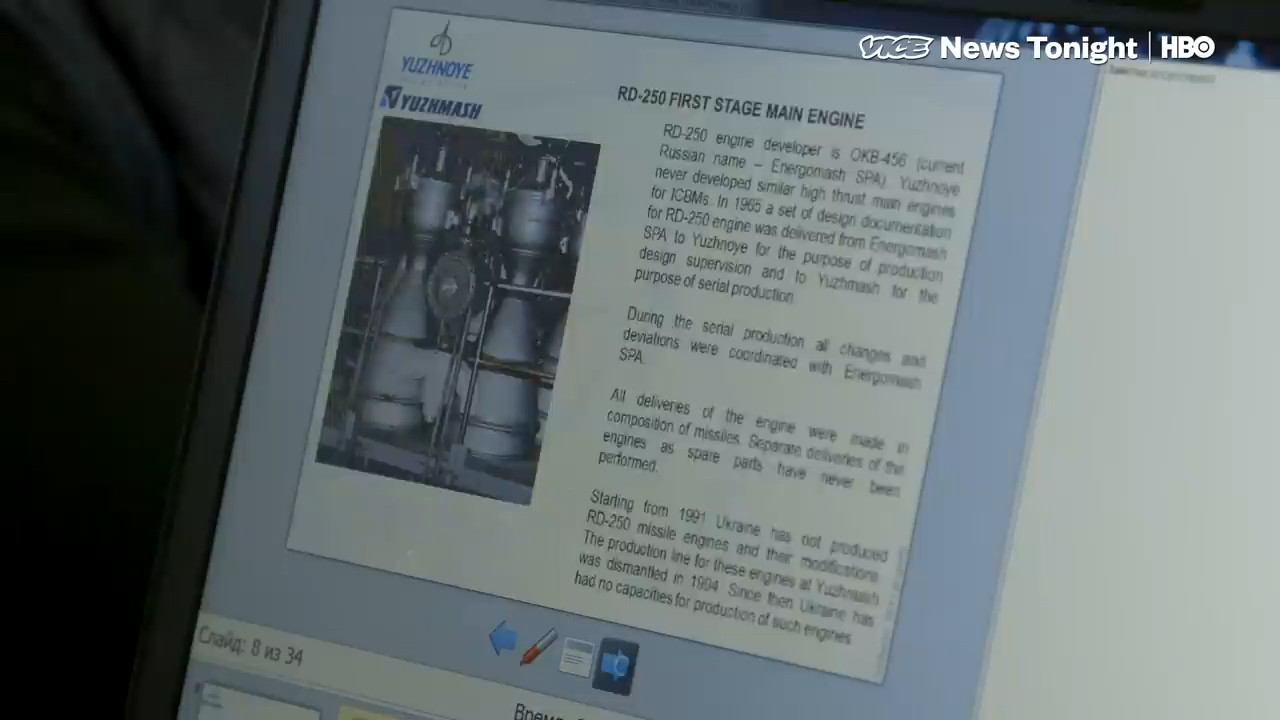 VICE News Tonight | HBO
YUZHNOYE
YUZHMASH
RD-250 FIRST STAGE MAIN ENGINE
RD-250 engine developer is OKB-456 (current
Russian name – Energomash SPA). Yuzhnoye
never developed similar high thrust main engines
for ICBMs. In 1965 a set of design documentation
for RD-250 engine was delivered from Energomash
SPA to Yuzhnoye for the purpose of production
design supervision and to Yuzhmash for the
purpose of serial production.
During the serial production all changes and
deviations were coordinated with Energomash
SPA.
All deliveries of the engine were made in
composition of missiles. Separate deliveries of the
engines as spare parts have never been
performed.
Starting from 1991 Ukraine has not produced
RD-250 missile engines and their modifications.
The production line for these engines at Yuzhmash
was dismantled in 1994. Since then Ukraine has
had no capacities for production of such engines
Слайд: 8 из 34